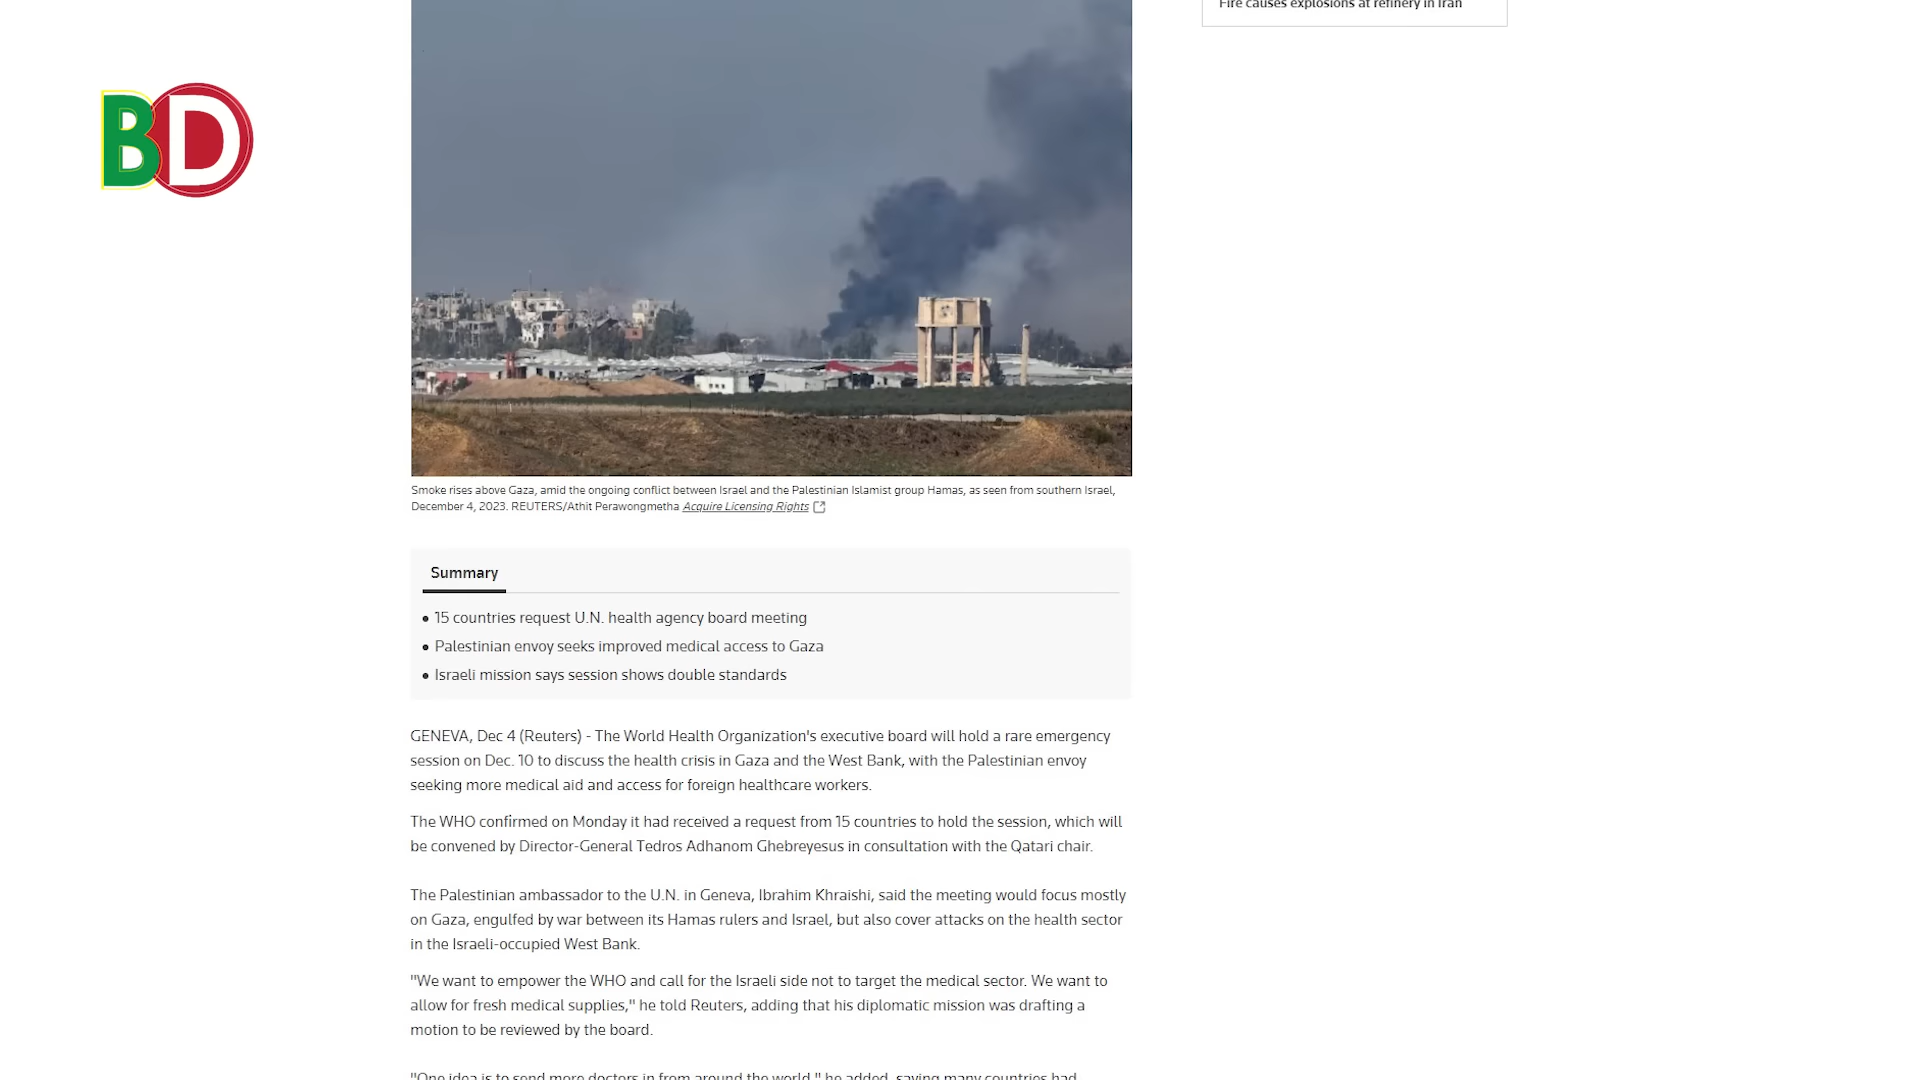 Fire causes explosions at refinery in Iran
BD
Smoke rises above Gaza, amid the ongoing conflict between Israel and the Palestinian Islamist group Hamas, as seen from southern Israel,
December 4, 2023. REUTERS/Athit Perawongmetha Acquire Licensing Rights
Summary
• 15 countries request U.N. health agency board meeting
• Palestinian envoy seeks improved medical access to Gaza
• Israeli mission says session shows double standards
GENEVA, Dec 4 (Reuters) - The World Health Organization's executive board will hold a rare emergency
session on Dec. 10 to discuss the health crisis in Gaza and the West Bank, with the Palestinian envoy
seeking more medical aid and access for foreign healthcare workers.
The WHO confirmed on Monday it had received a request from 15 countries to hold the session, which will
be convened by Director-General Tedros Adhanom Ghebreyesus in consultation with the Qatari chair.
The Palestinian ambassador to the U.N. in Geneva, Ibrahim Khraishi, said the meeting would focus mostly
on Gaza, engulfed by war between its Hamas rulers and Israel, but also cover attacks on the health sector
in the Israeli-occupied West Bank.
"We want to empower the WHO and call for the Israeli side not to target the medical sector. We want to
allow for fresh medical supplies," he told Reuters, adding that his diplomatic mission was drafting a
motion to be reviewed by the board.
"One idea is to send more doctors in from around the world," he added, saying many countries had